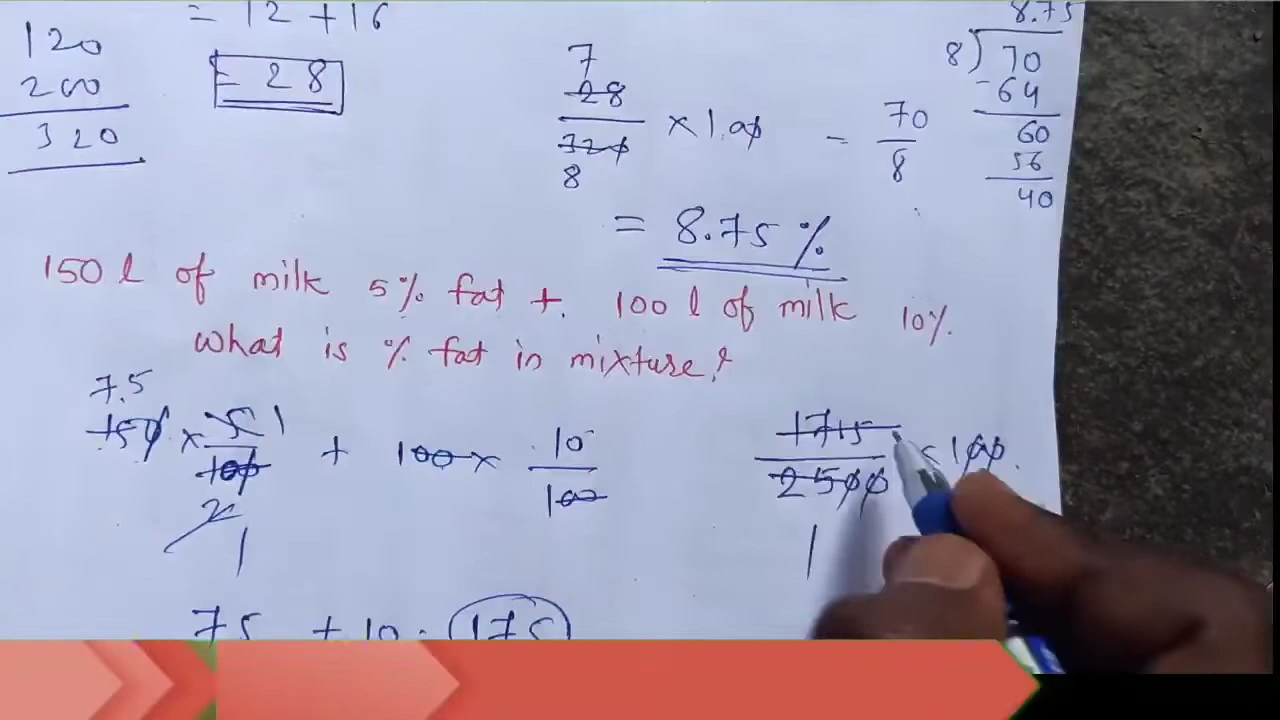 = 12 + 16
120
200
320
= 28
7
28
320
8
x 100
- 70
8
= 8.75 %
8.75
8) 70
- 64
60
56
40
150 l of milk 5% fat + 100 l of milk 10%.
What is % fat in mixture?
7.5
150 x 5 1
100
2
1
+ 100 x 10
100
1715
2500
x 100.
1
75 + 10. 175